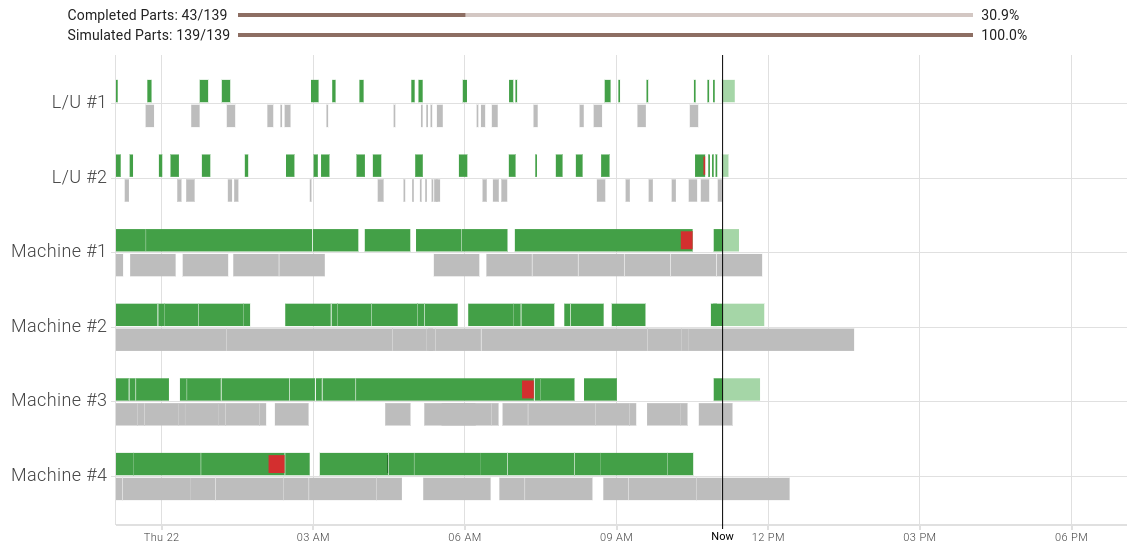 Completed Parts: 43/139 30.9%
Simulated Parts: 139/139 100.0%
L/U #1
L/U #2
Machine #1
Machine #2
Machine #3
Machine #4
Thu 22 03 AM 06 AM 09 AM Now 12 PM 03 PM 06 PM